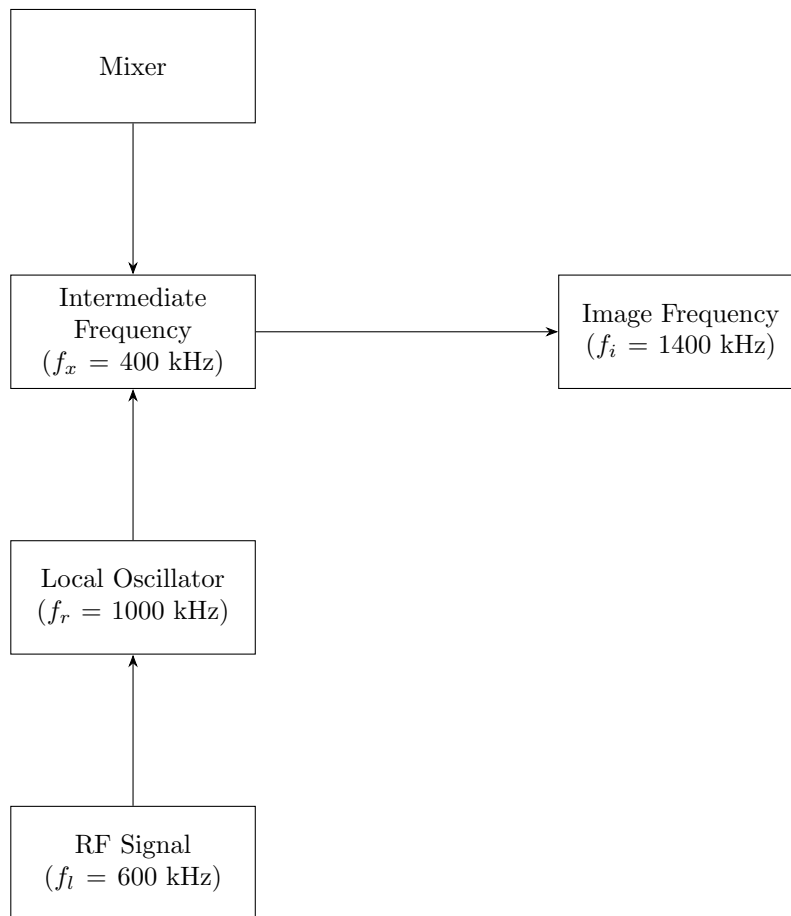 Mixer
Intermediate
Frequency
(f_x = 400 kHz)
Image Frequency
(f_i = 1400 kHz)
Local Oscillator
(f_r = 1000 kHz)
RF Signal
(f_l = 600 kHz)